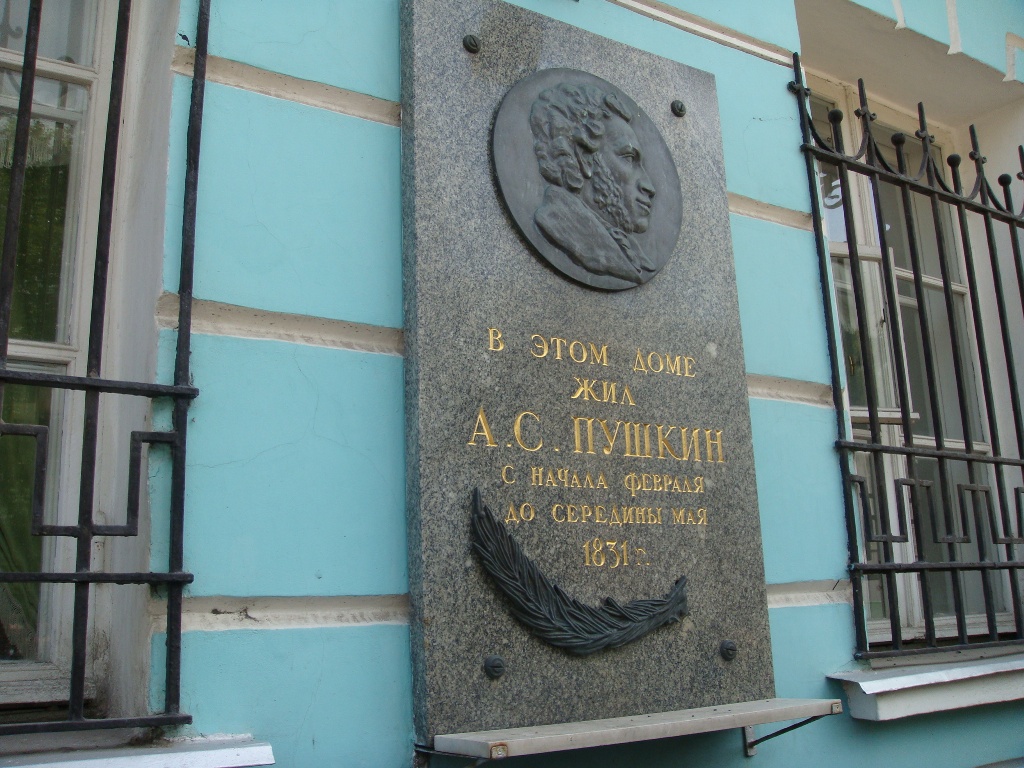 В ЭТОМ ДОМЕ
ЖИЛ
А.С. ПУШКИН
С НАЧАЛА ФЕВРАЛЯ
ДО СЕРЕДИНЫ МАЯ
1831 г.